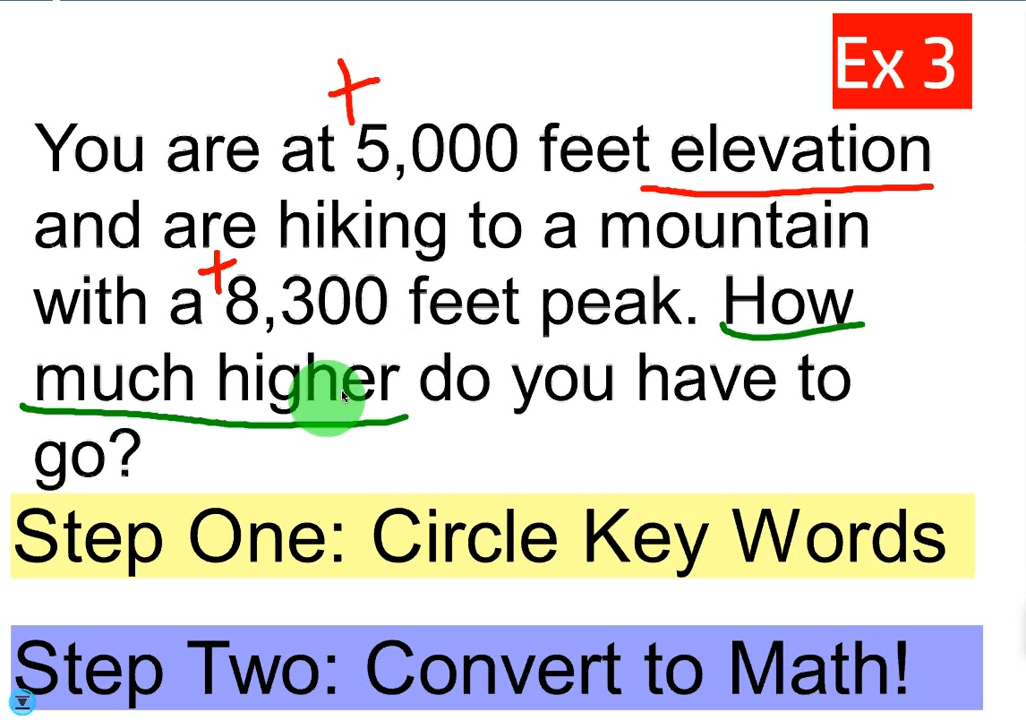 Ex 3
+
You are at 5,000 feet elevation
and are hiking to a mountain
+
with a 8,300 feet peak. How
much higher do you have to
go?
Step One: Circle Key Words
Step Two: Convert to Math!